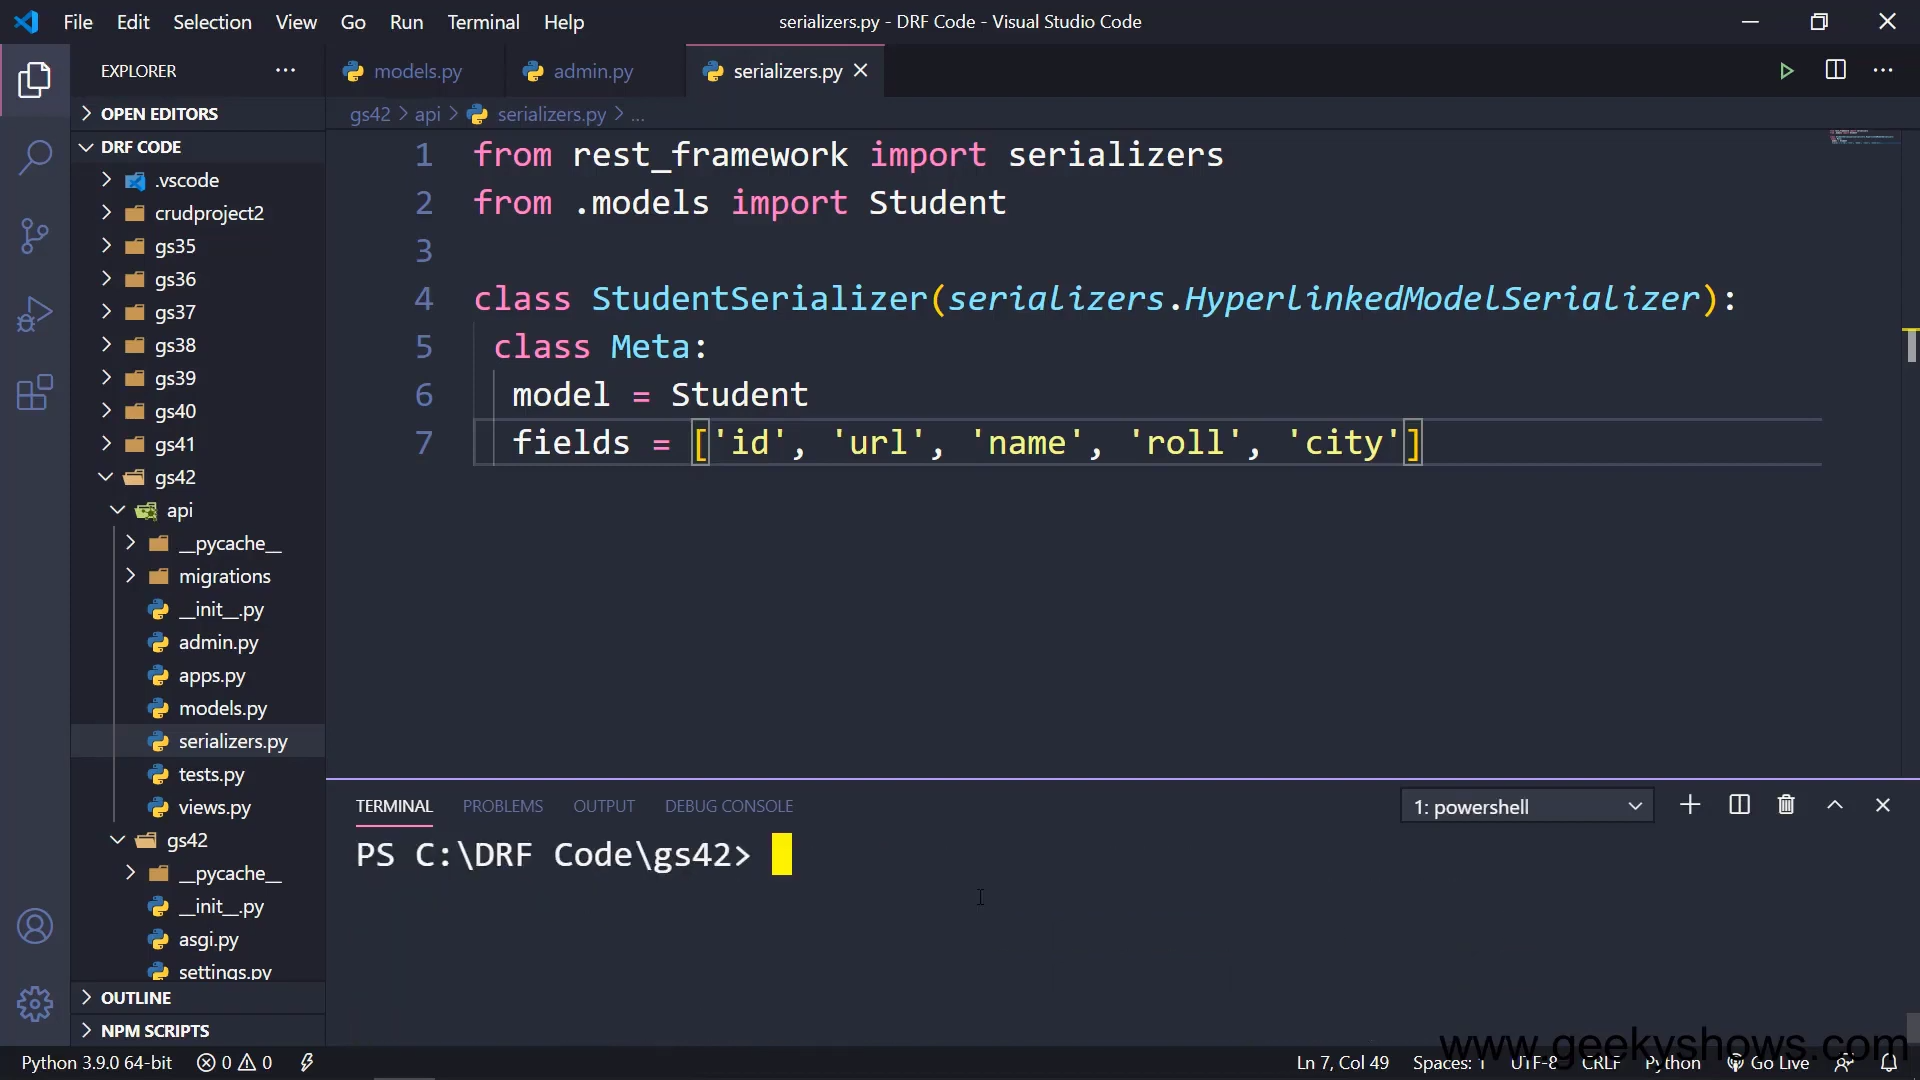 File Edit Selection View Go Run Terminal Help
serializers.py - DRF Code - Visual Studio Code
EXPLORER
OPEN EDITORS
DRF CODE
.vscode
crudproject2
gs35
gs36
gs37
gs38
gs39
gs40
gs41
gs42
api
__pycache__
migrations
__init__.py
admin.py
apps.py
models.py
serializers.py
tests.py
views.py
gs42
__pycache__
__init__.py
asgi.py
settings.py
OUTLINE
NPM SCRIPTS
models.py admin.py serializers.py
gs42 > api > serializers.py > ...
1 from rest_framework import serializers
2 from .models import Student
3
4 class StudentSerializer(serializers.HyperlinkedModelSerializer):
5 class Meta:
6 model = Student
7 fields = ['id', 'url', 'name', 'roll', 'city']
TERMINAL PROBLEMS OUTPUT DEBUG CONSOLE
1: powershell
PS C:\DRF Code\gs42>
www.geekyshows.com
Python 3.9.0 64-bit 0 0 Ln 7, Col 49 Spaces: 1 UTF-8 CRLF Python Go Live